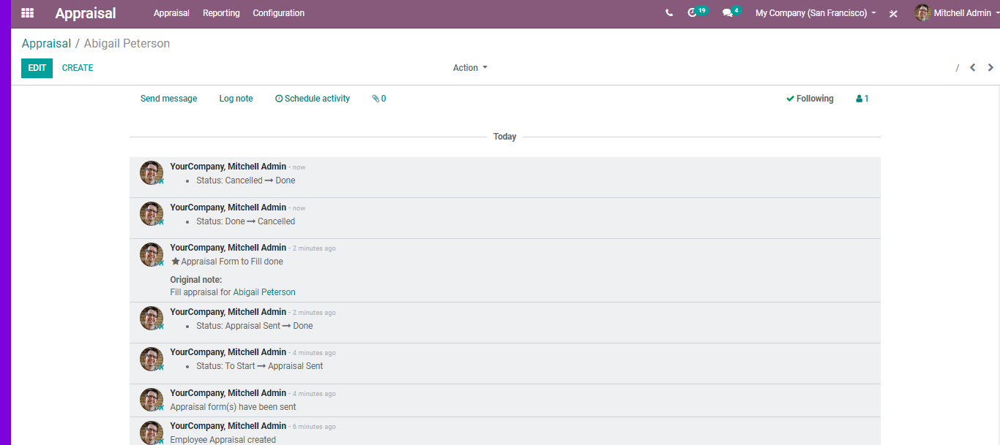 Appraisal Appraisal Reporting Configuration 19 4 My Company (San Francisco) Mitchell Admin
Appraisal / Abigail Peterson
EDIT CREATE Action /
Send message Log note Schedule activity 0 Following 1
Today
YourCompany, Mitchell Admin - now
• Status: Cancelled → Done
YourCompany, Mitchell Admin - now
• Status: Done → Cancelled
YourCompany, Mitchell Admin - 2 minutes ago
★ Appraisal Form to Fill done
Original note:
Fill appraisal for Abigail Peterson
YourCompany, Mitchell Admin - 2 minutes ago
• Status: Appraisal Sent → Done
YourCompany, Mitchell Admin - 4 minutes ago
• Status: To Start → Appraisal Sent
YourCompany, Mitchell Admin - 4 minutes ago
Appraisal form(s) have been sent
YourCompany, Mitchell Admin - 6 minutes ago
Employee Appraisal created